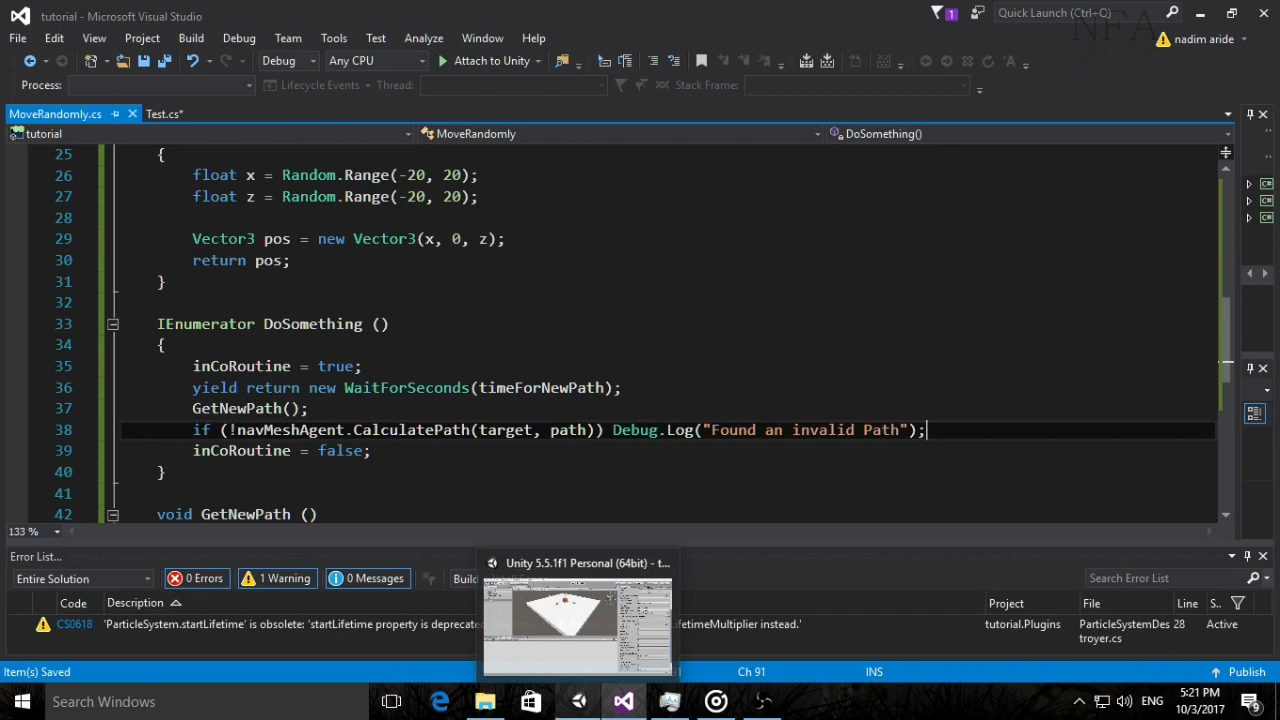 tutorial - Microsoft Visual Studio
1
Quick Launch (Ctrl+Q)
NFA
File Edit View Project Build Debug Team Tools Test Analyze Window Help
nadim aride
Debug Any CPU Attach to Unity
Process: Lifecycle Events Thread: Stack Frame:
MoveRandomly.cs Test.cs*
tutorial MoveRandomly DoSomething()
25 {
26 float x = Random.Range(-20, 20);
27 float z = Random.Range(-20, 20);
28
29 Vector3 pos = new Vector3(x, 0, z);
30 return pos;
31 }
32
33 IEnumerator DoSomething ()
34 {
35 inCoRoutine = true;
36 yield return new WaitForSeconds(timeForNewPath);
37 GetNewPath();
38 if (!navMeshAgent.CalculatePath(target, path)) Debug.Log("Found an invalid Path");
39 inCoRoutine = false;
40 }
41
42 void GetNewPath ()
133 %
Error List...
Unity 5.5.1f1 Personal (64bit) - t...
Entire Solution 0 Errors 1 Warning 0 Messages Build
Search Error List
Code Description Project File Line S..
CS0618 'ParticleSystem.startLifetime' is obsolete: 'startLifetime property is deprecated ifetimeMultiplier instead.' tutorial.Plugins ParticleSystemDes 28 Active
troyer.cs
Item(s) Saved Ch 91 INS Publish
Search Windows
ENG
5:21 PM
10/3/2017
9